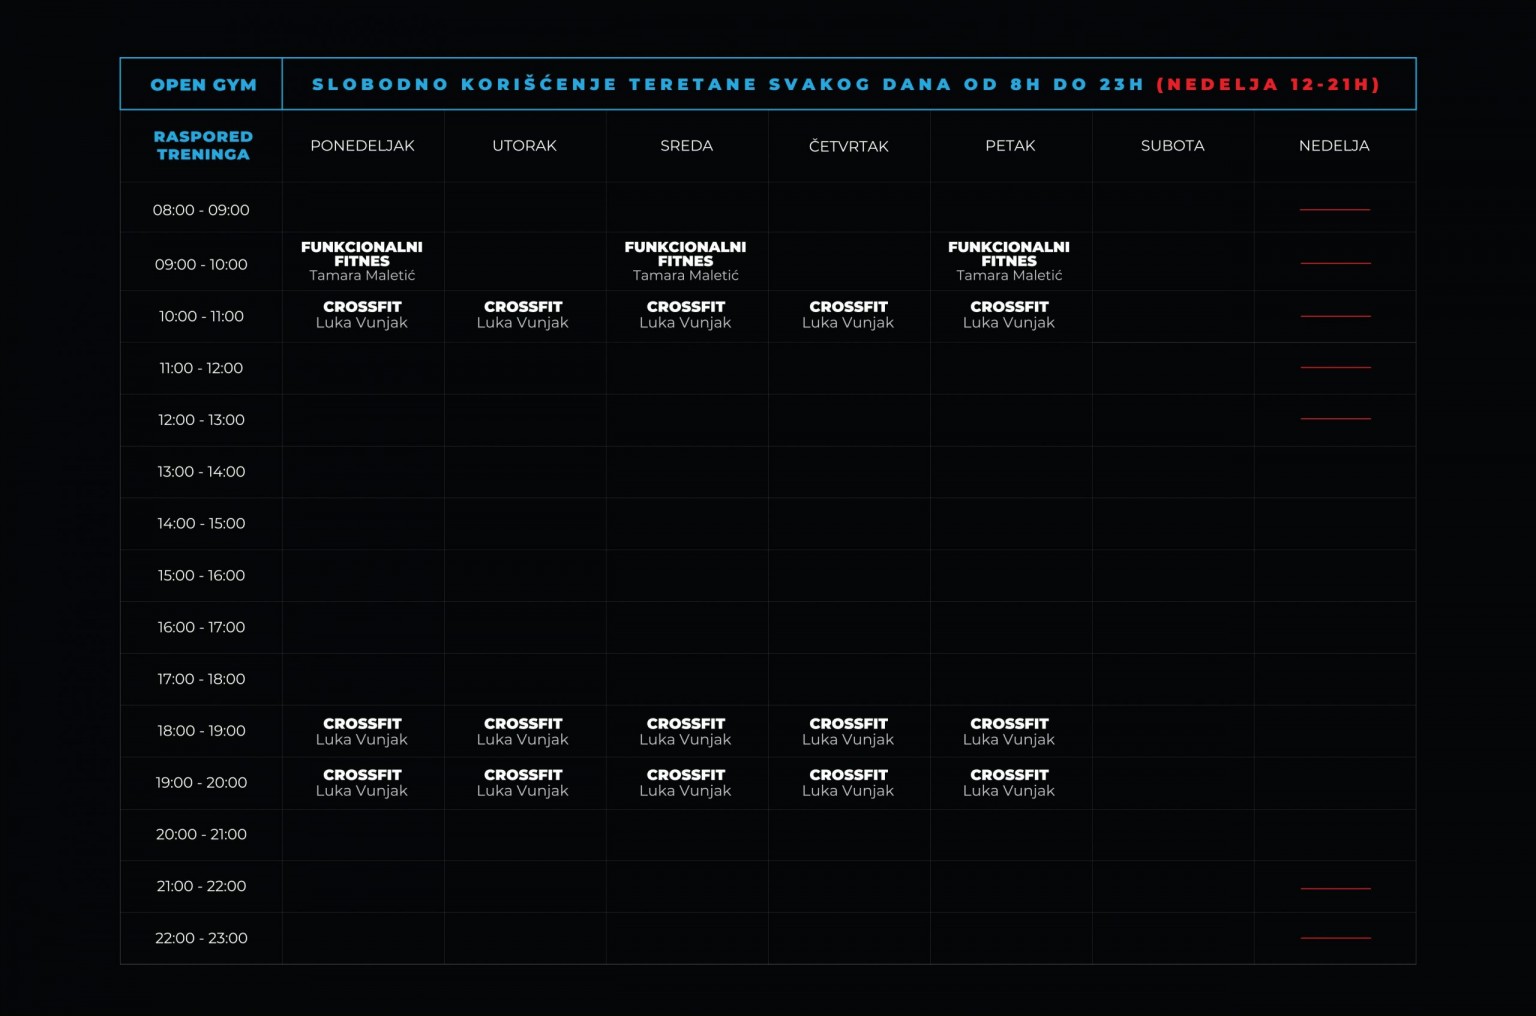 OPEN GYM
SLOBODNO KORIŠĆENJE TERETANE SVAKOG DANA OD 8H DO 23H (NEDELJA 12-21H)
RASPORED
TRENINGA
PONEDELJAK UTORAK SREDA ČETVRTAK PETAK SUBOTA NEDELJA
08:00 - 09:00
09:00 - 10:00
FUNKCIONALNI
FITNES
Tamara Maletić
FUNKCIONALNI
FITNES
Tamara Maletić
FUNKCIONALNI
FITNES
Tamara Maletić
10:00 - 11:00
CROSSFIT
Luka Vunjak
CROSSFIT
Luka Vunjak
CROSSFIT
Luka Vunjak
CROSSFIT
Luka Vunjak
CROSSFIT
Luka Vunjak
11:00 - 12:00
12:00 - 13:00
13:00 - 14:00
14:00 - 15:00
15:00 - 16:00
16:00 - 17:00
17:00 - 18:00
18:00 - 19:00
CROSSFIT
Luka Vunjak
CROSSFIT
Luka Vunjak
CROSSFIT
Luka Vunjak
CROSSFIT
Luka Vunjak
CROSSFIT
Luka Vunjak
19:00 - 20:00
CROSSFIT
Luka Vunjak
CROSSFIT
Luka Vunjak
CROSSFIT
Luka Vunjak
CROSSFIT
Luka Vunjak
CROSSFIT
Luka Vunjak
20:00 - 21:00
21:00 - 22:00
22:00 - 23:00